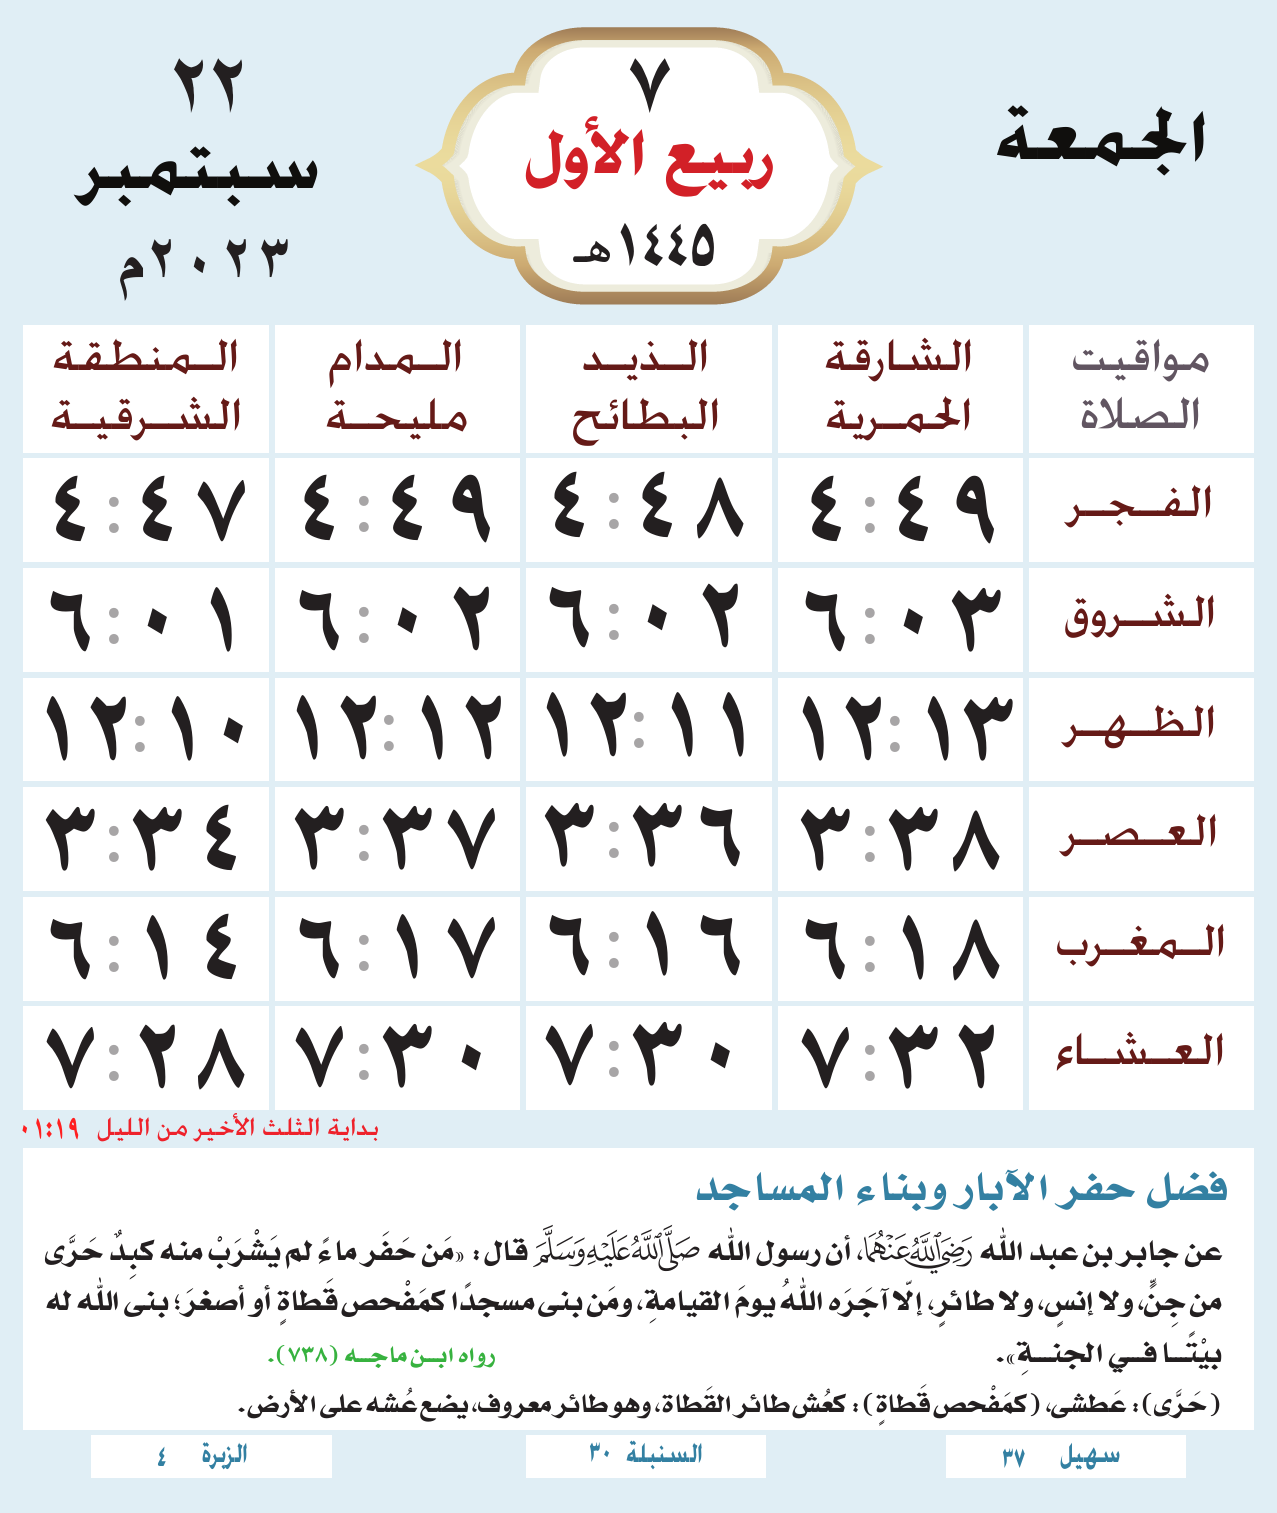 الجمعة
٧
ربيع الأول
١٤٤٥هـ
٢٢
سبتمبر
٢٠٢٣م
مواقيت الصلاة
الشارقة الحمرية
الذيد البطائح
المدام مليحة
المنطقة الشرقية
الفجر ٤:٤٩ ٤:٤٨ ٤:٤٩ ٤:٤٧
الشروق ٦:٠٣ ٦:٠٢ ٦:٠٢ ٦:٠١
الظهر ١٢:١٣ ١٢:١١ ١٢:١٢ ١٢:١٠
العصر ٣:٣٨ ٣:٣٦ ٣:٣٧ ٣:٣٤
المغرب ٦:١٨ ٦:١٦ ٦:١٧ ٦:١٤
العشاء ٧:٣٢ ٧:٣٠ ٧:٣٠ ٧:٢٨
بداية الثلث الأخير من الليل ٠١:١٩
فضل حفر الآبار وبناء المساجد
عن جابر بن عبد الله رَضِيَ اللَّهُ عَنْهُمَا، أن رسول الله صَلَّى اللَّهُ عَلَيْهِ وَسَلَّمَ قال: «مَن حَفَر ماءً لم يَشْرَبْ منه كبِدٌ حَرَّى
من جِنٍّ، ولا إنسٍ، ولا طائرٍ، إلّا آجَرَه اللهُ يومَ القيامةِ، ومَن بنى مسجدًا كمَفْحص قَطاةٍ أو أصغرَ؛ بنى الله له
بيْتًا في الجنةِ». رواه ابن ماجه (٧٣٨).
(حَرَّى): عَطشى، (كمَفْحص قَطاةٍ): كعُش طائر القَطاة، وهو طائر معروف، يضع عُشه على الأرض.
سهيل ٣٧
السنبلة ٣٠
الزبرة ٤